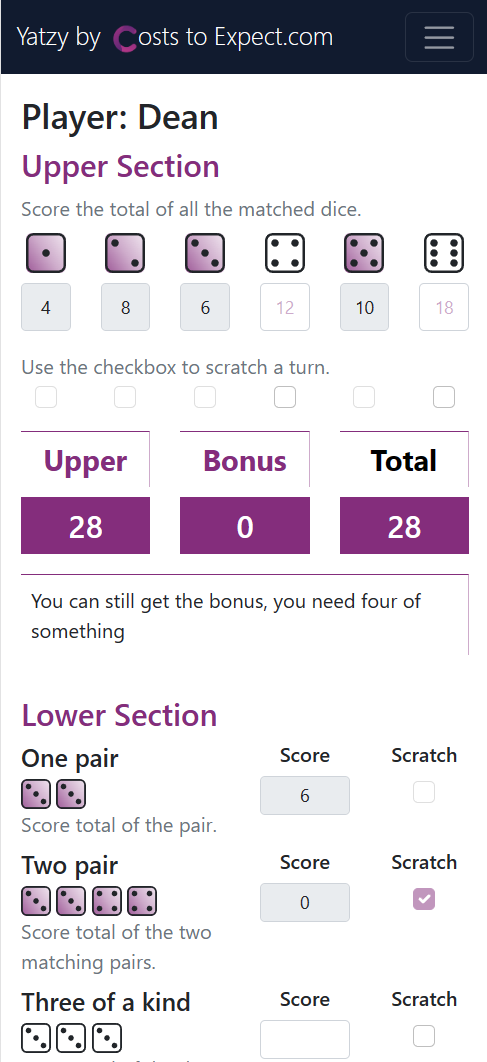 Yatzy by Costs to Expect.com
Player: Dean
Upper Section
Score the total of all the matched dice.
4 8 6 12 10 18
Use the checkbox to scratch a turn.
Upper Bonus Total
28 0 28
You can still get the bonus, you need four of
something
Lower Section
One pair Score Scratch
6
Score total of the pair.
Two pair Score Scratch
0
Score total of the two
matching pairs.
Three of a kind Score Scratch